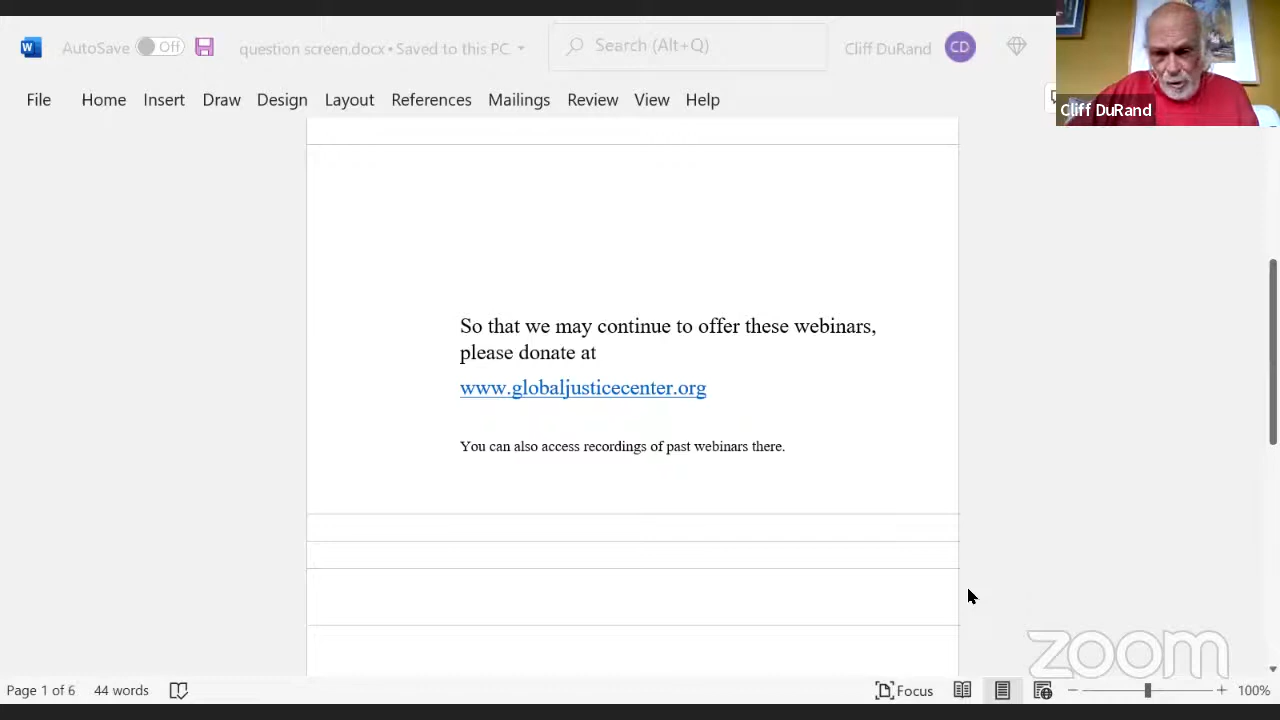 AutoSave Off question screen.docx • Saved to this PC Search (Alt+Q) Cliff DuRand CD
File Home Insert Draw Design Layout References Mailings Review View Help
Cliff DuRand
So that we may continue to offer these webinars,
please donate at
www.globaljusticecenter.org
You can also access recordings of past webinars there.
zoom
Page 1 of 6 44 words Focus 100%